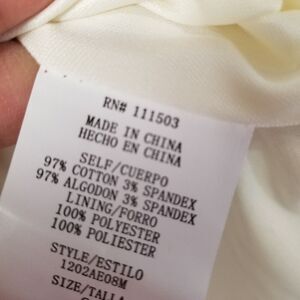 RN# 111503
MADE IN CHINA
HECHO EN CHINA
SELF/CUERPO
97% COTTON 3% SPANDEX
97% ALGODON 3% SPANDEX
LINING/FORRO
100% POLYESTER
100% POLIESTER
STYLE/ESTILO
1202AE08M
SIZE/TALLA